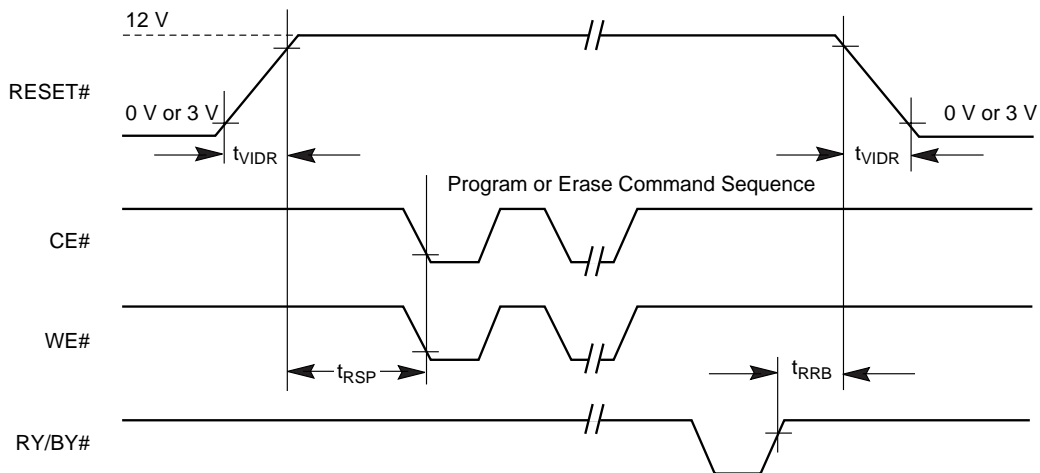 12 V
RESET#
0 V or 3 V
0 V or 3 V
tVIDR
tVIDR
Program or Erase Command Sequence
CE#
WE#
tRSP
tRRB
RY/BY#